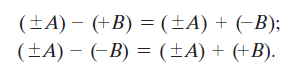 (±A) − (+B) = (±A) + (−B);
(±A) − (−B) = (±A) + (+B).